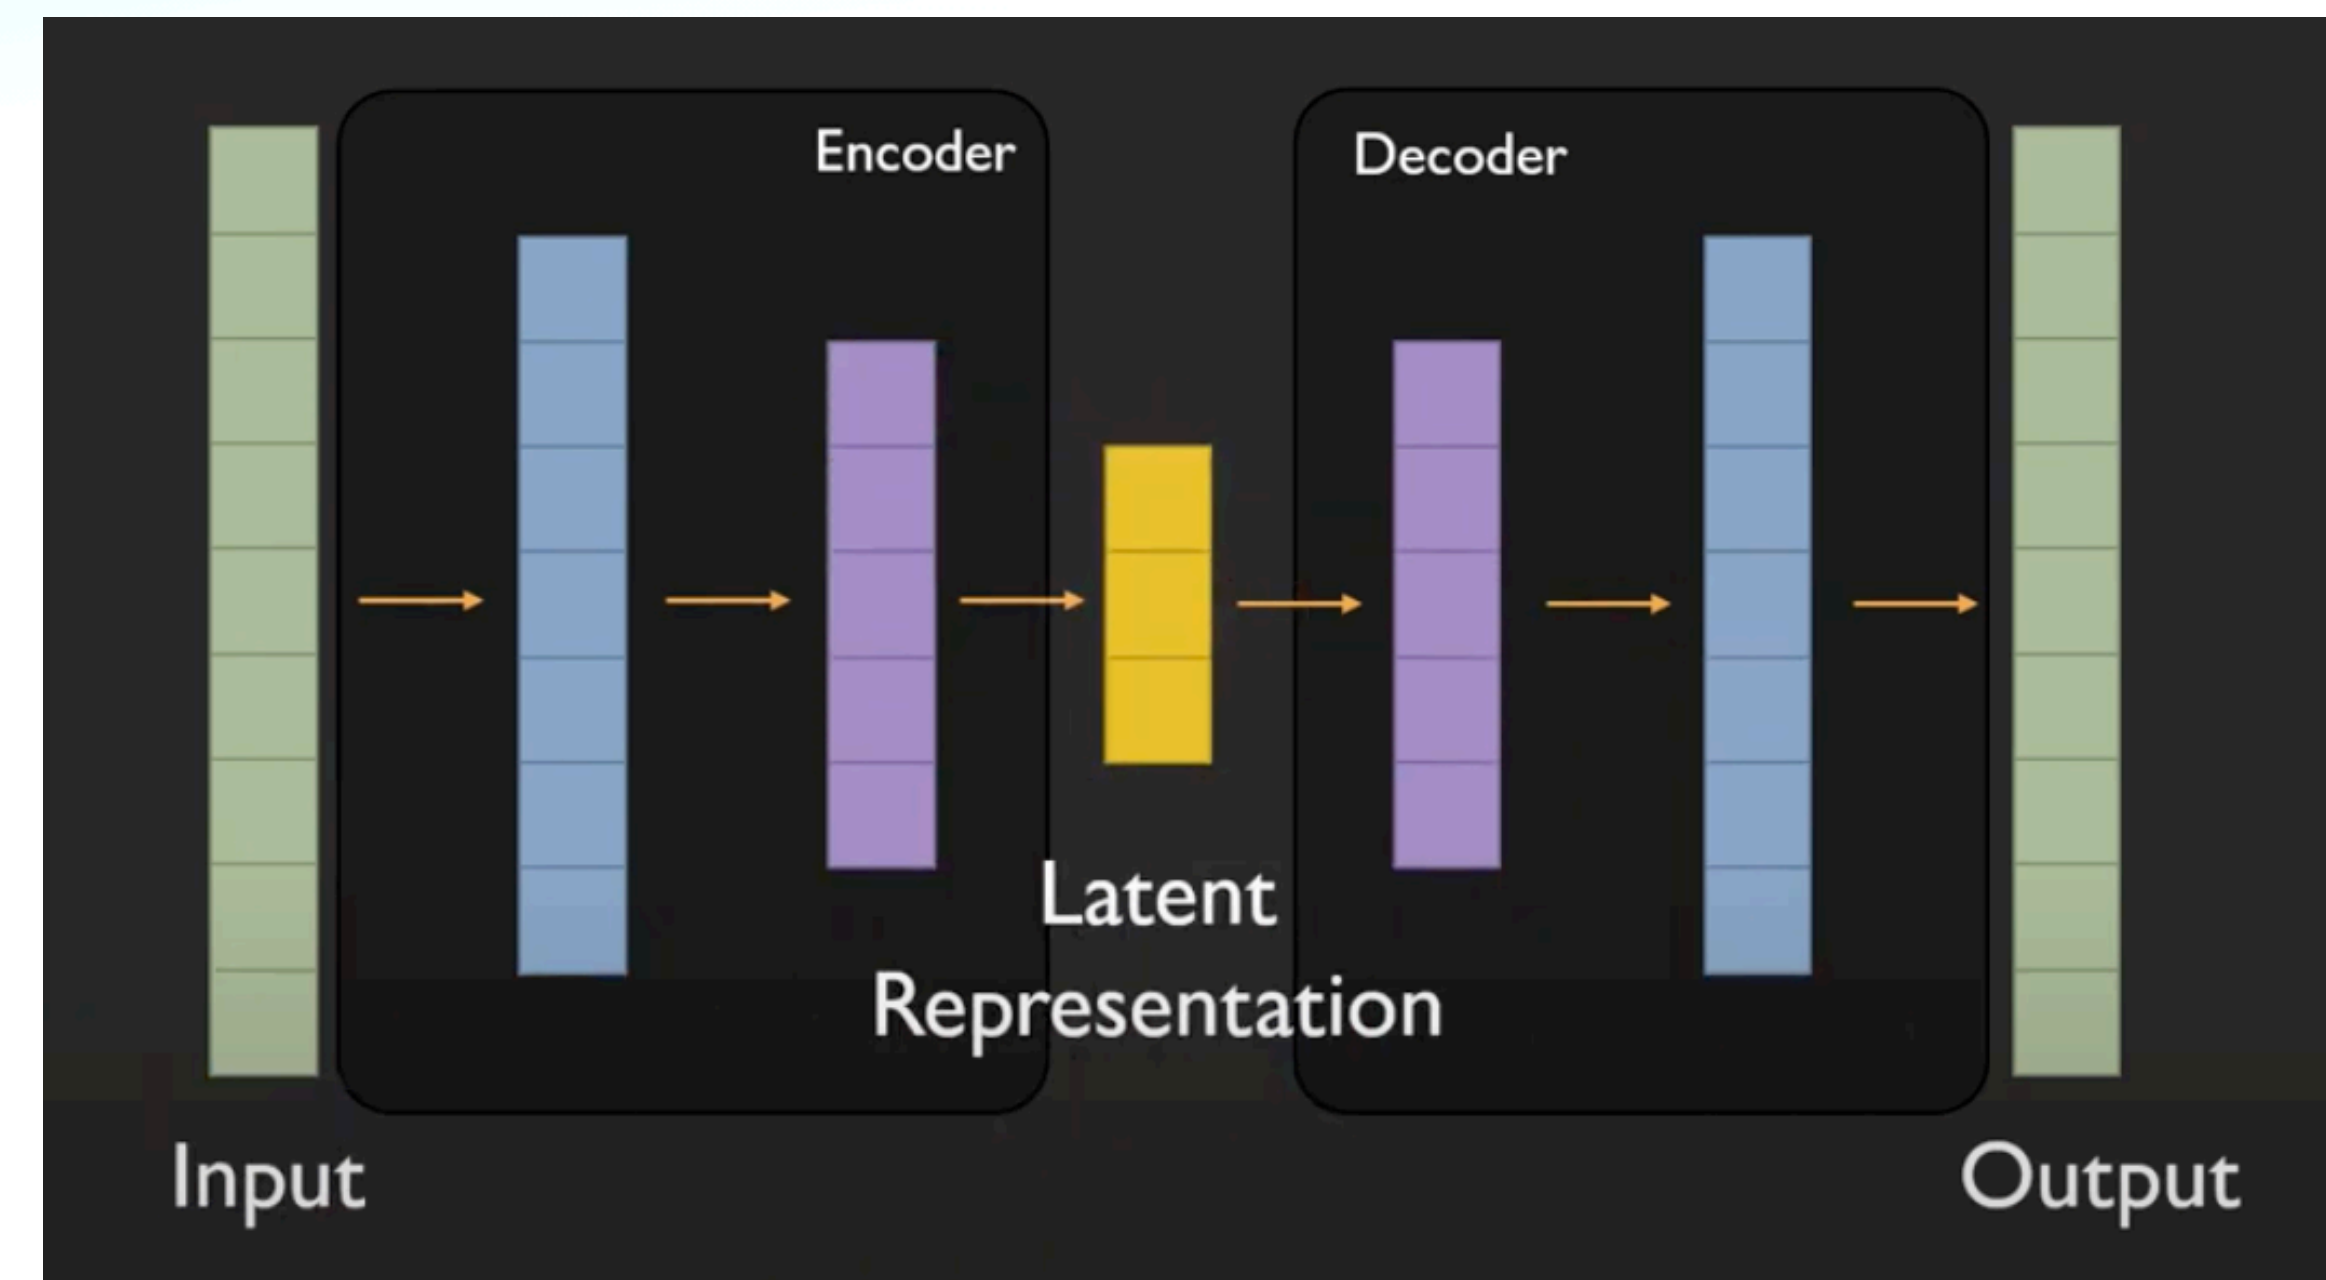 Encoder
Decoder
Latent
Representation
Input
Output